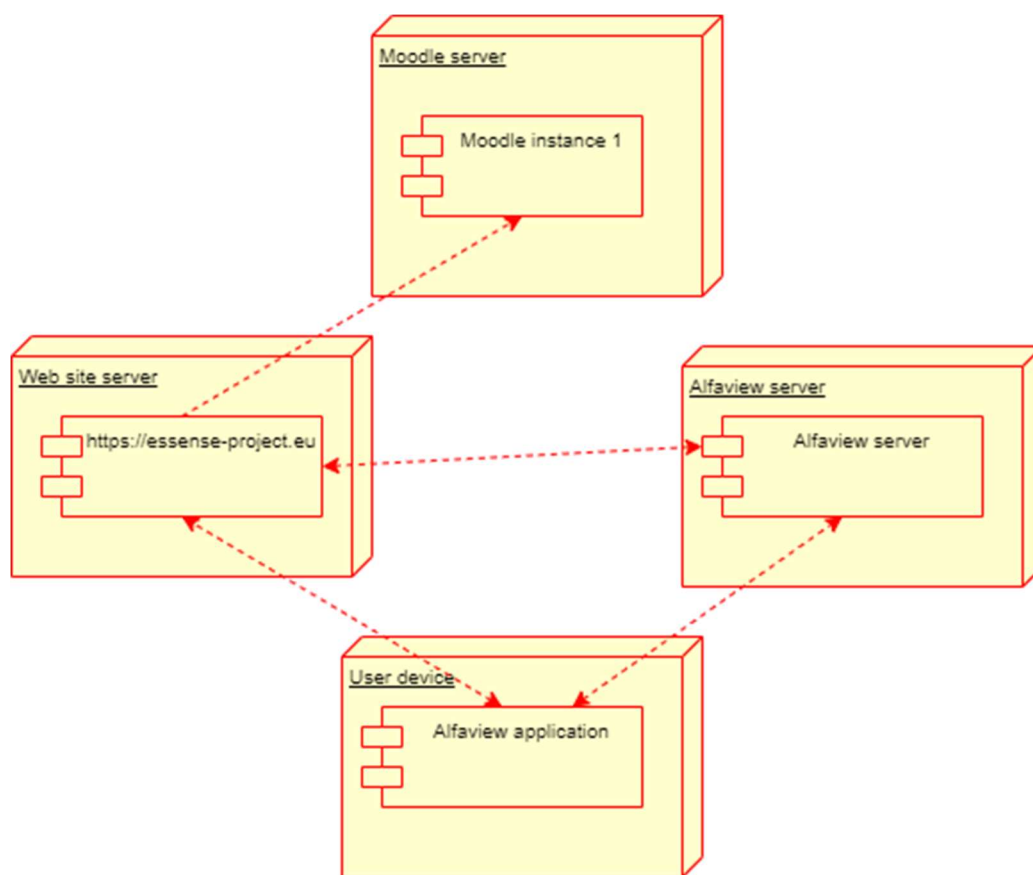 Moodle server
Moodle instance 1
Web site server
https://essense-project.eu
Alfaview server
Alfaview server
User device
Alfaview application